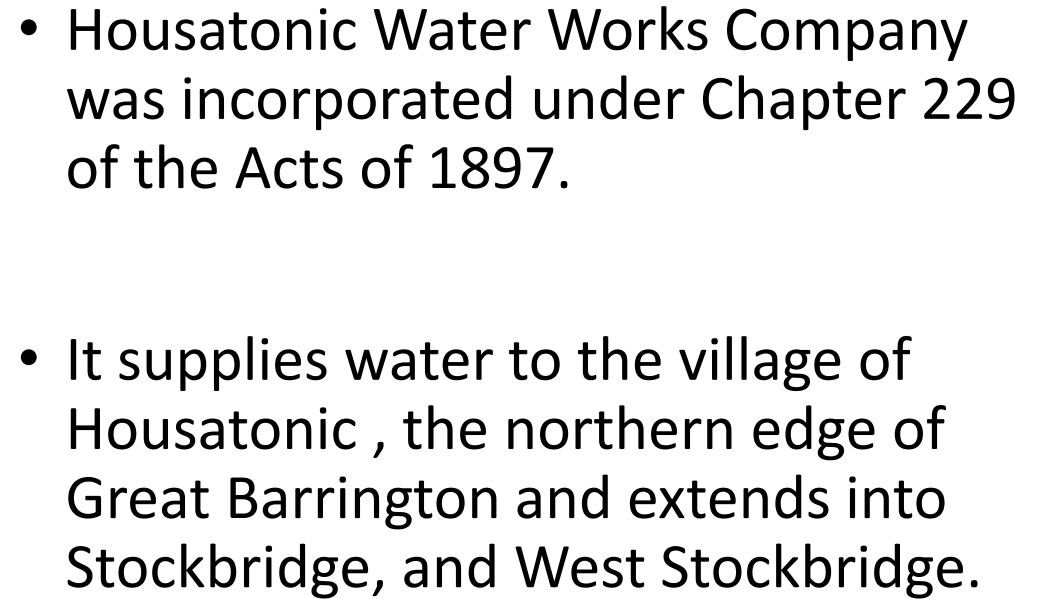 • Housatonic Water Works Company
was incorporated under Chapter 229
of the Acts of 1897.
• It supplies water to the village of
Housatonic , the northern edge of
Great Barrington and extends into
Stockbridge, and West Stockbridge.